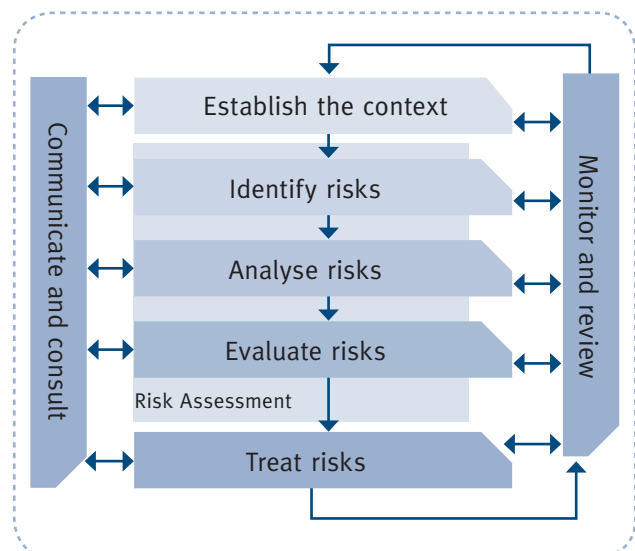 Establish the context
Identify risks
Analyse risks
Evaluate risks
Risk Assessment
Treat risks
Communicate and consult
Monitor and review